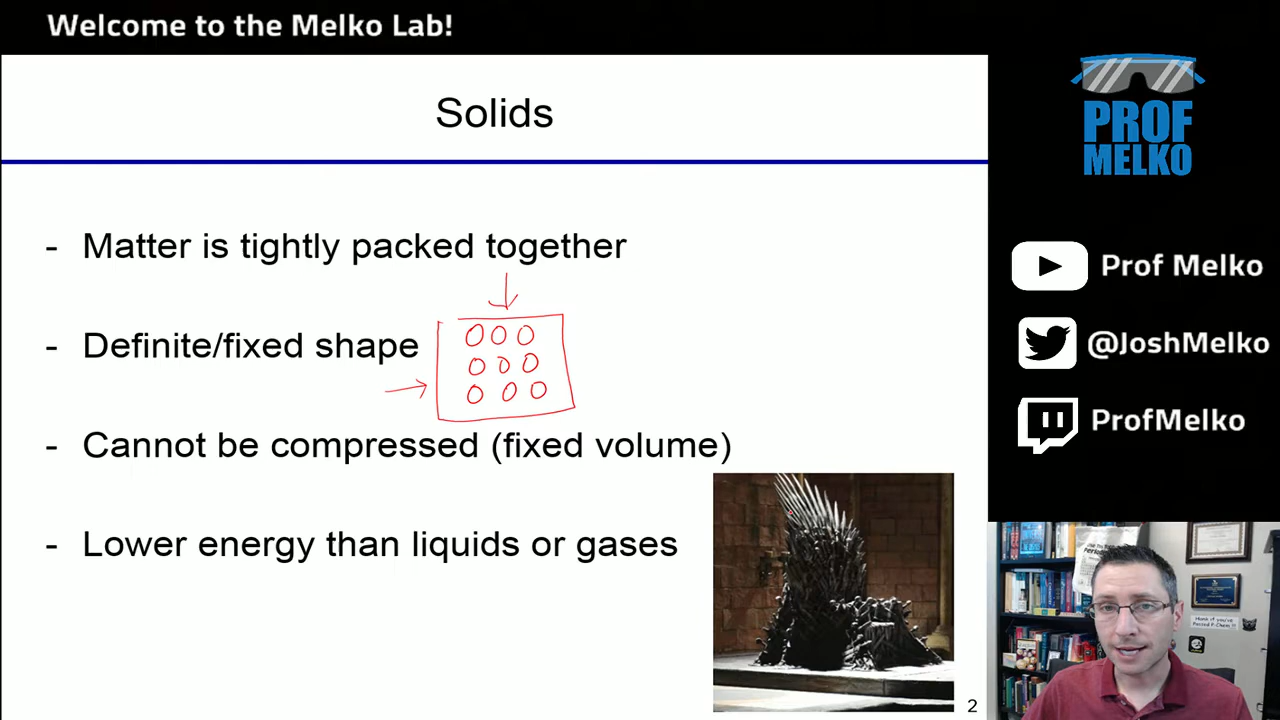 Welcome to the Melko Lab!
Solids
- Matter is tightly packed together
- Definite/fixed shape
- Cannot be compressed (fixed volume)
- Lower energy than liquids or gases
2
PROF
MELKO
Prof Melko
@JoshMelko
ProfMelko